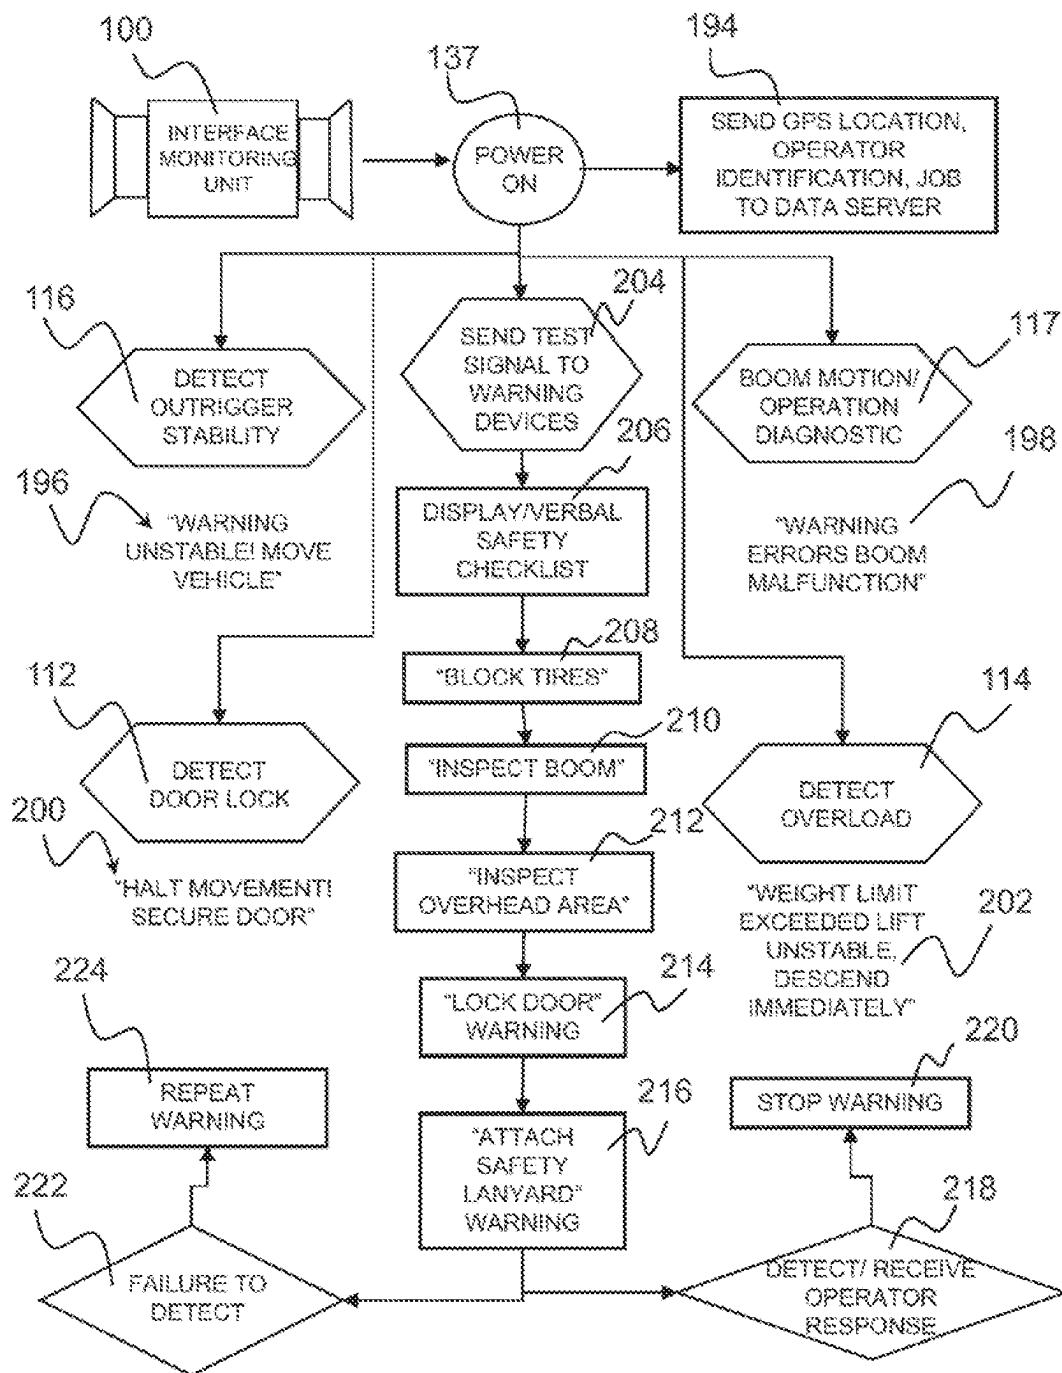 100
137
194
INTERFACE
MONITORING
UNIT
POWER
ON
SEND GPS LOCATION,
OPERATOR
IDENTIFICATION, JOB
TO DATA SERVER
116
204
117
DETECT
OUTRIGGER
STABILITY
SEND TEST
SIGNAL TO
WARNING
DEVICES
BOOM MOTION/
OPERATION
DIAGNOSTIC
206
198
196
"WARNING
UNSTABLE! MOVE
VEHICLE"
DISPLAY/VERBAL
SAFETY
CHECKLIST
"WARNING
ERRORS BOOM
MALFUNCTION"
208
"BLOCK TIRES"
112
114
210
"INSPECT BOOM"
DETECT
DOOR LOCK
DETECT
OVERLOAD
200
212
"HALT MOVEMENT!
SECURE DOOR"
"INSPECT
OVERHEAD AREA"
"WEIGHT LIMIT
EXCEEDED LIFT
UNSTABLE,
DESCEND
IMMEDIATELY"
202
224
214
"LOCK DOOR"
WARNING
220
REPEAT
WARNING
STOP WARNING
216
"ATTACH
SAFETY
LANYARD"
WARNING
222
218
FAILURE TO
DETECT
DETECT/ RECEIVE
OPERATOR
RESPONSE